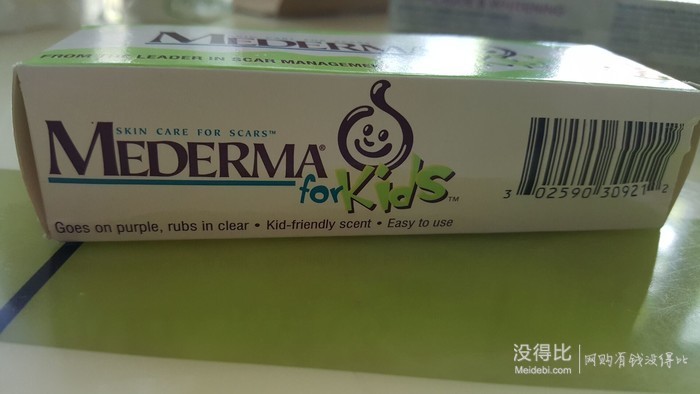 MEDERMA
FROM THE LEADER IN SCAR MANAGEMENT
SKIN CARE FOR SCARS™
MEDERMA®
for Kids™
Goes on purple, rubs in clear • Kid-friendly scent • Easy to use
3 02590 30921 2
没得比 网购有钱没得比
Meidebi.com